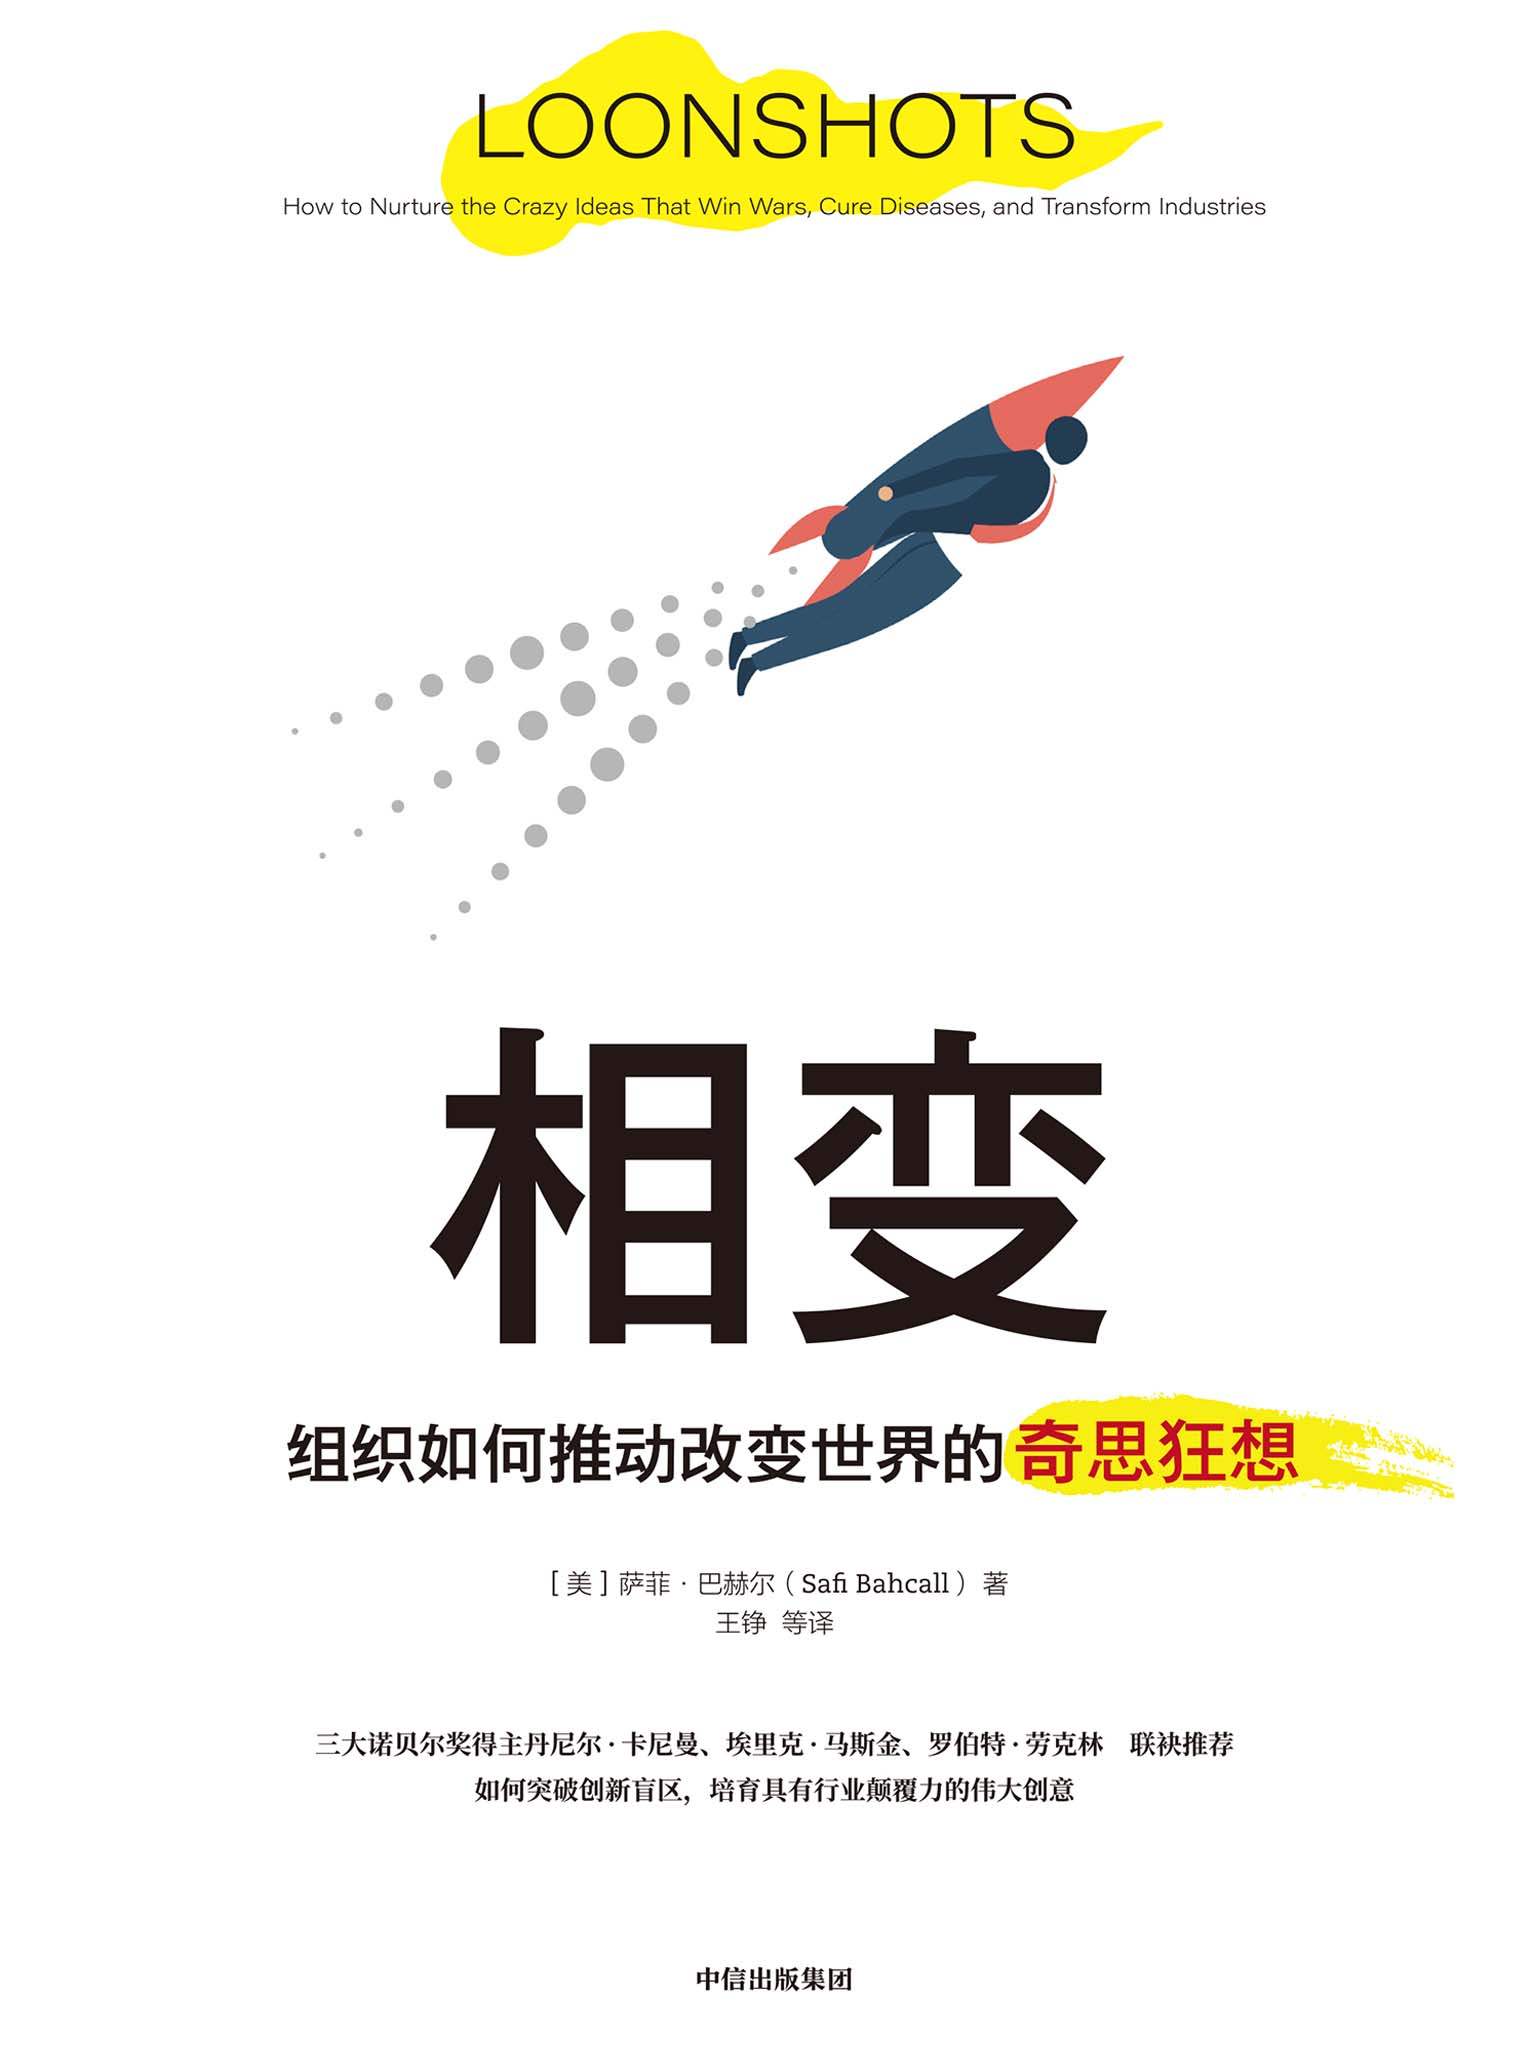 LOONSHOTS
How to Nurture the Crazy Ideas That Win Wars, Cure Diseases, and Transform Industries
相变
组织如何推动改变世界的奇思狂想
[ 美 ] 萨菲 · 巴赫尔（ Safi Bahcall ） 著
王铮 等译
三大诺贝尔奖得主丹尼尔 · 卡尼曼、埃里克 · 马斯金、罗伯特 · 劳克林 联袂推荐
如何突破创新盲区，培育具有行业颠覆力的伟大创意
中信出版集团